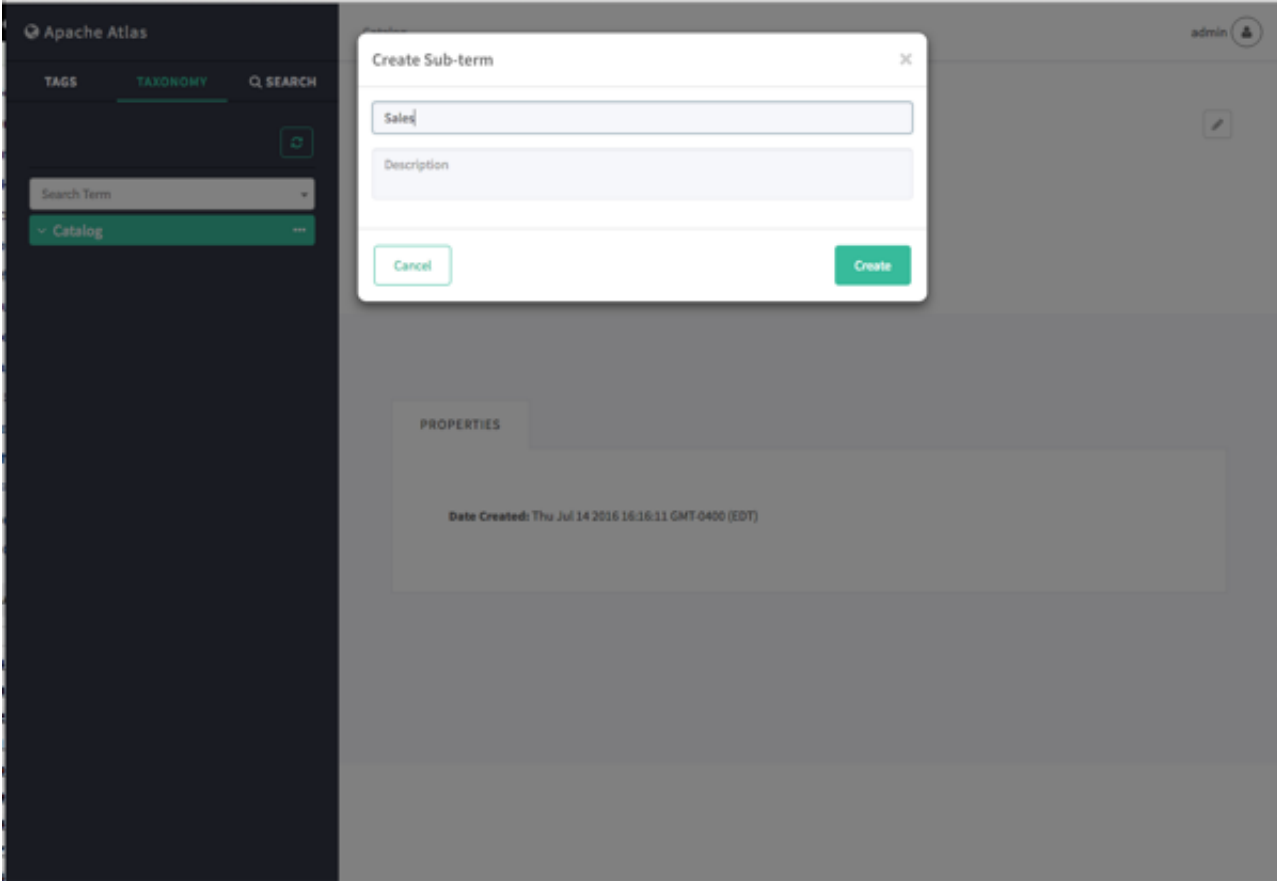 Apache Atlas
Catalog
admin
TAGS TAXONOMY SEARCH
Search Term
Catalog
Create Sub-term
Sales
Description
Cancel Create
PROPERTIES
Date Created: Thu Jul 14 2016 16:16:11 GMT-0400 (EDT)